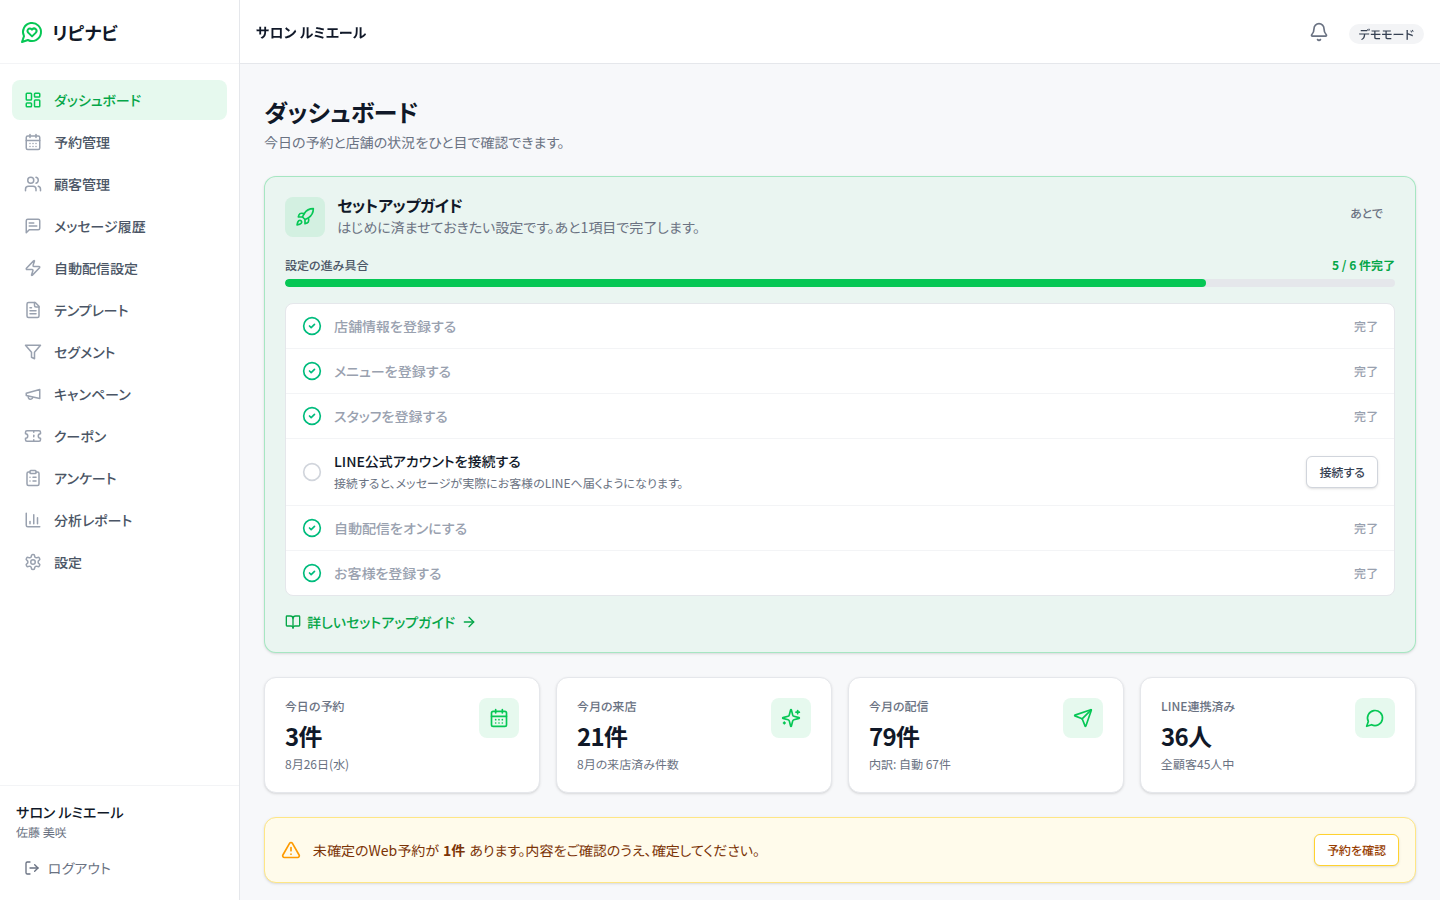 リピナビ
サロン ルミエール
デモモード
ダッシュボード
予約管理
顧客管理
メッセージ履歴
自動配信設定
テンプレート
セグメント
キャンペーン
クーポン
アンケート
分析レポート
設定
サロン ルミエール
佐藤 美咲
ログアウト
ダッシュボード
今日の予約と店舗の状況をひと目で確認できます。
セットアップガイド
はじめに済ませておきたい設定です。あと1項目で完了します。
あとで
設定の進み具合
5 / 6 件完了
店舗情報を登録する
完了
メニューを登録する
完了
スタッフを登録する
完了
LINE公式アカウントを接続する
接続すると、メッセージが実際にお客様のLINEへ届くようになります。
接続する
自動配信をオンにする
完了
お客様を登録する
完了
詳しいセットアップガイド
今日の予約
3件
8月26日(水)
今月の来店
21件
8月の来店済み件数
今月の配信
79件
内訳: 自動 67件
LINE連携済み
36人
全顧客45人中
未確定のWeb予約が 1件 あります。内容をご確認のうえ、確定してください。
予約を確認